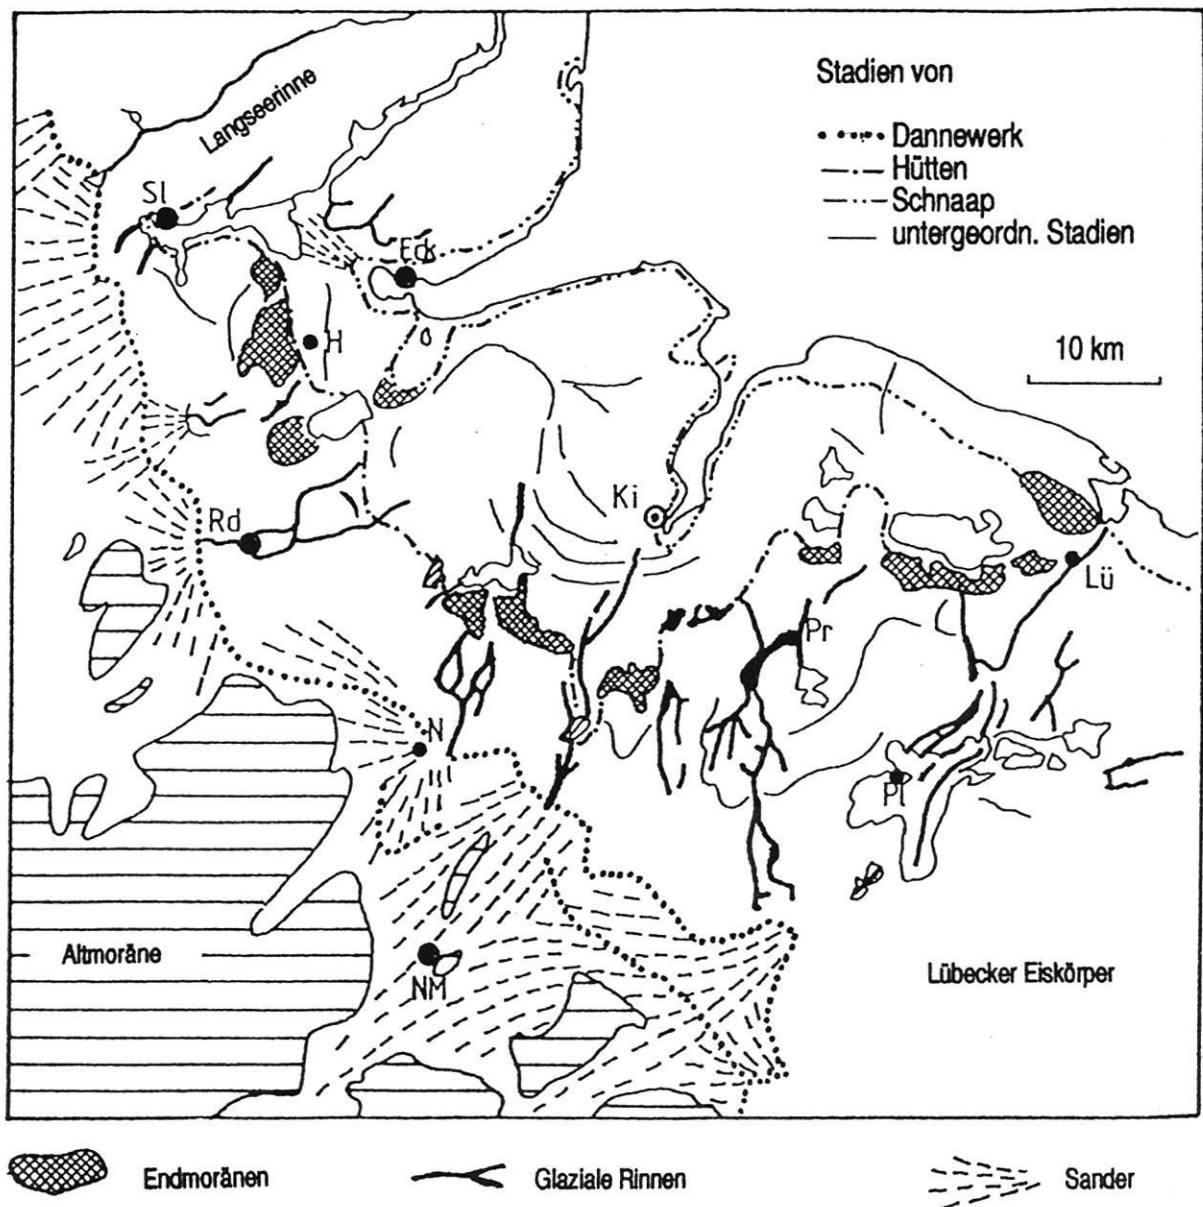 Langseerinne
Stadien von
Dannewerk
Hütten
Schnaap
untergeordn. Stadien
Sl
Eck
H
10 km
Rd
Ki
Lü
Pr
N
Pl
Altmoräne
NM
Lübecker Eiskörper
Endmoränen
Glaziale Rinnen
Sander